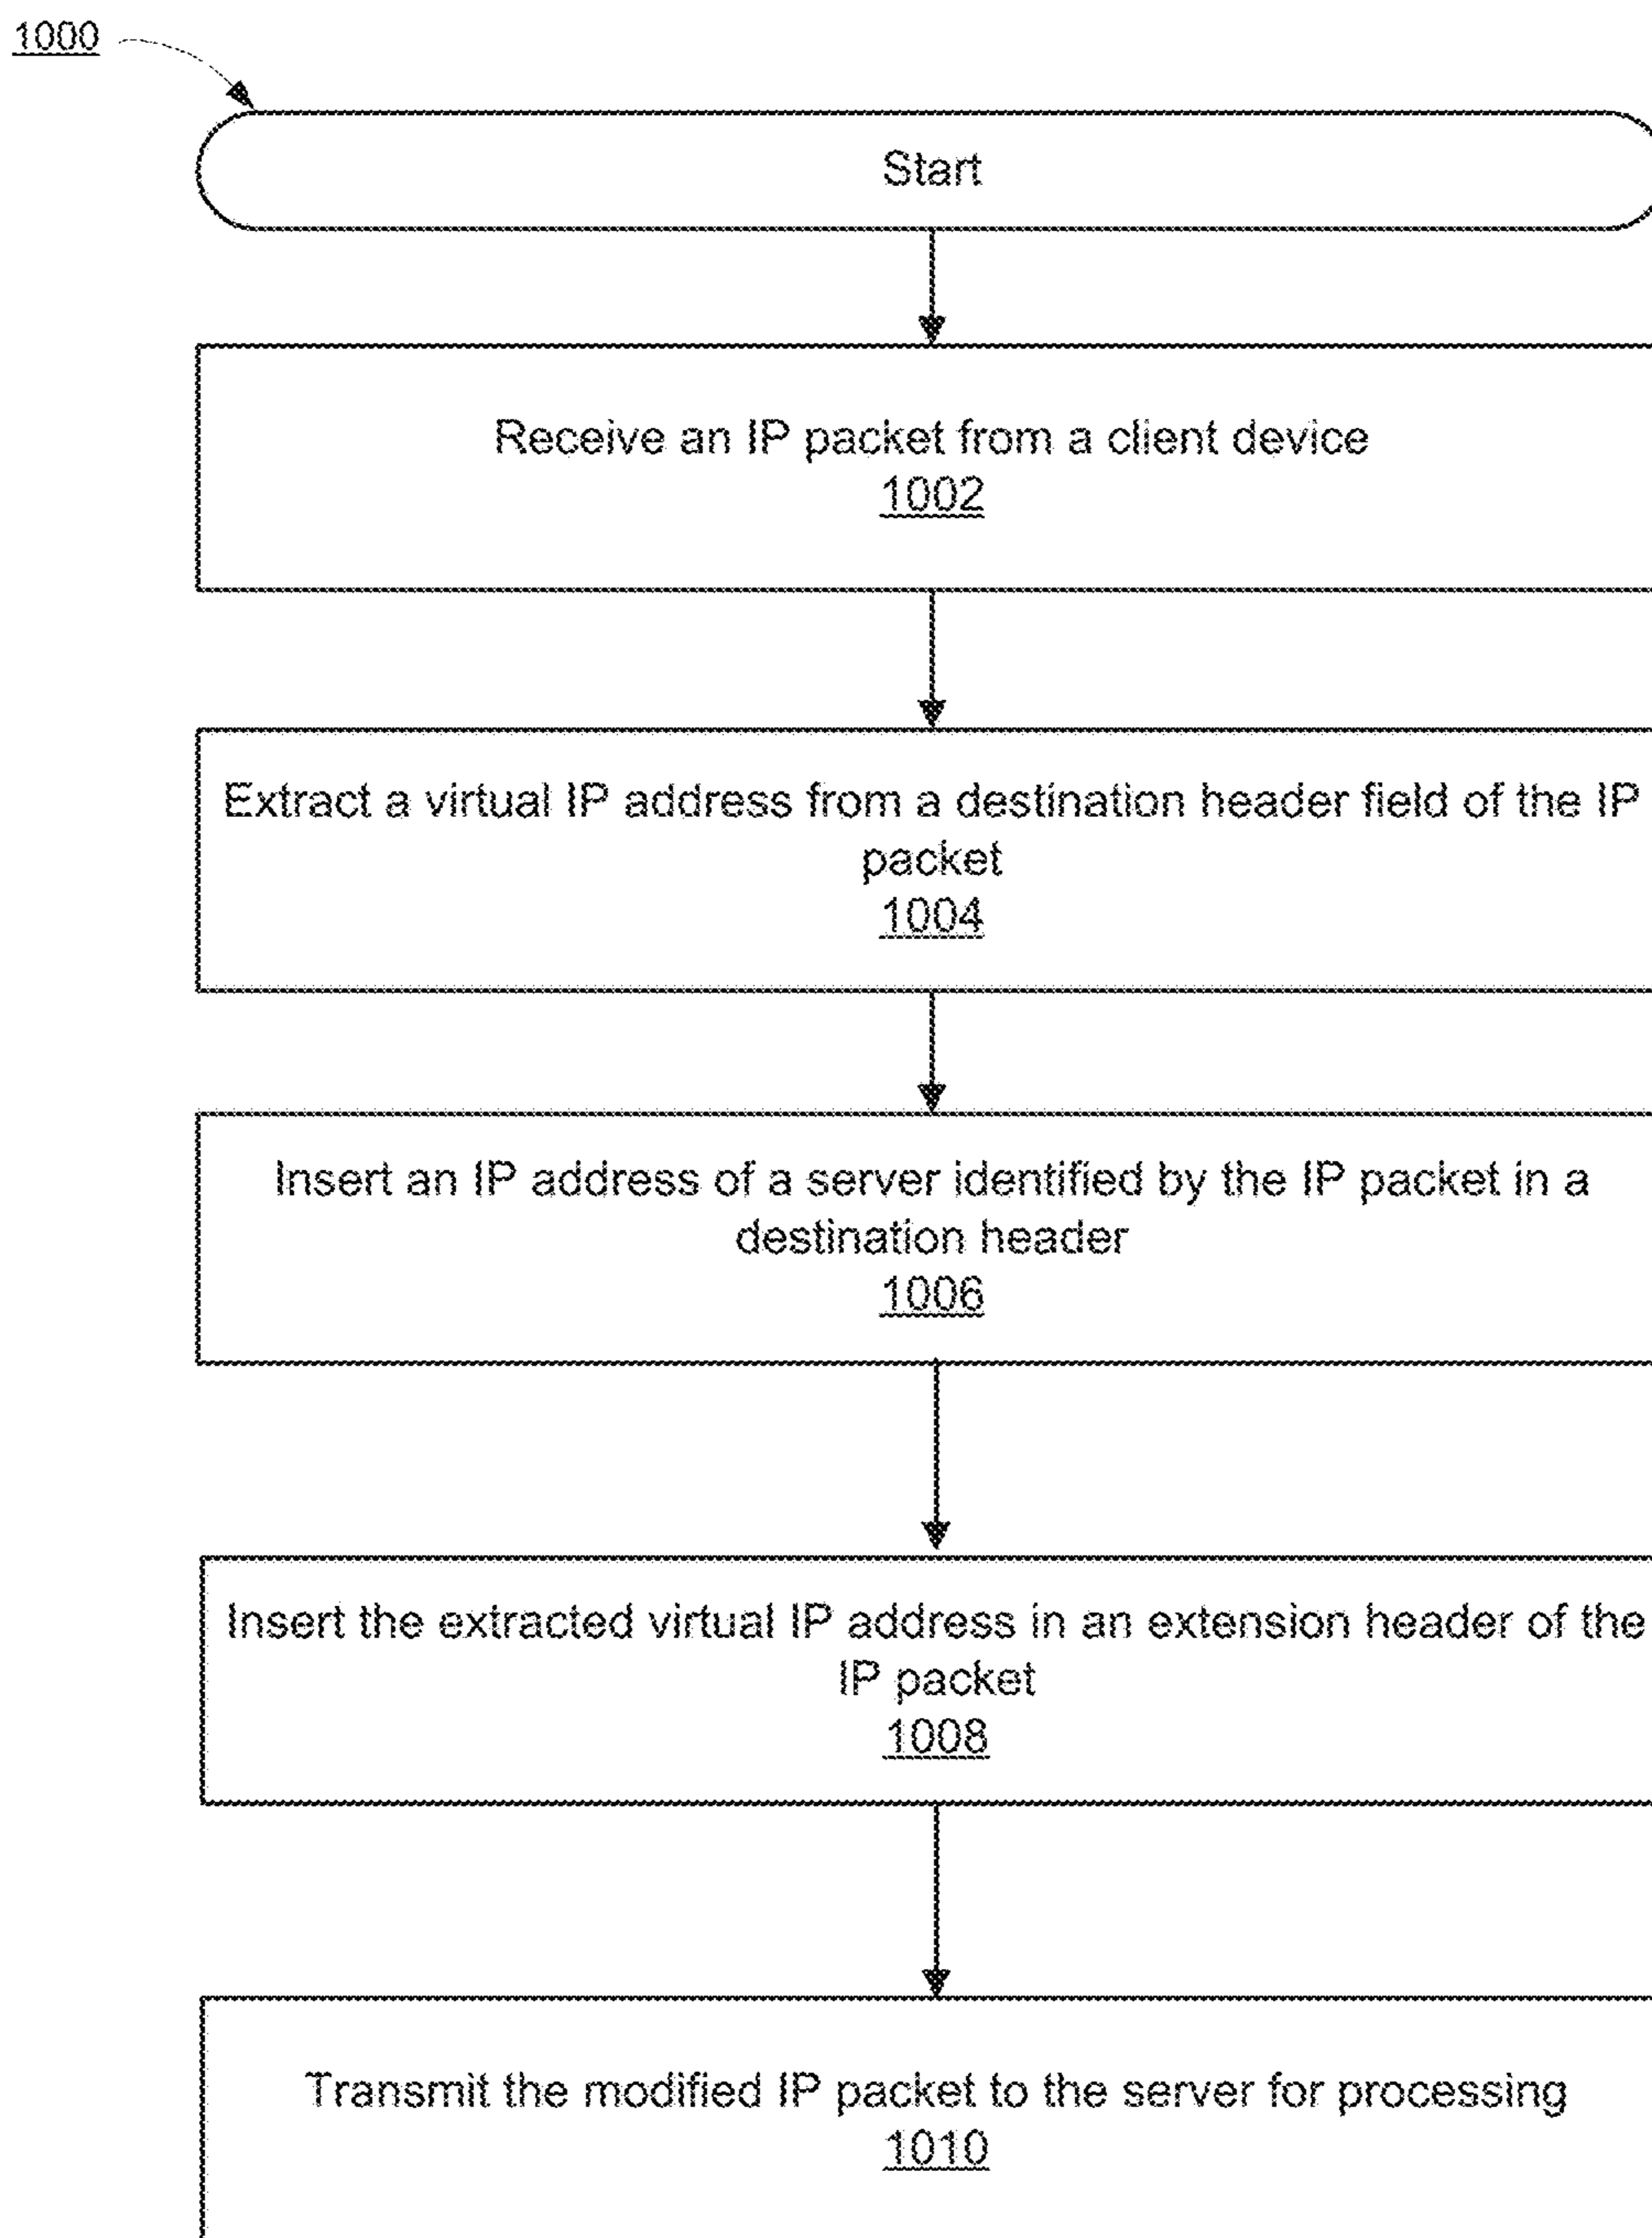 1000
Start
Receive an IP packet from a client device
1002
Extract a virtual IP address from a destination header field of the IP
packet
1004
Insert an IP address of a server identified by the IP packet in a
destination header
1006
Insert the extracted virtual IP address in an extension header of the
IP packet
1008
Transmit the modified IP packet to the server for processing
1010